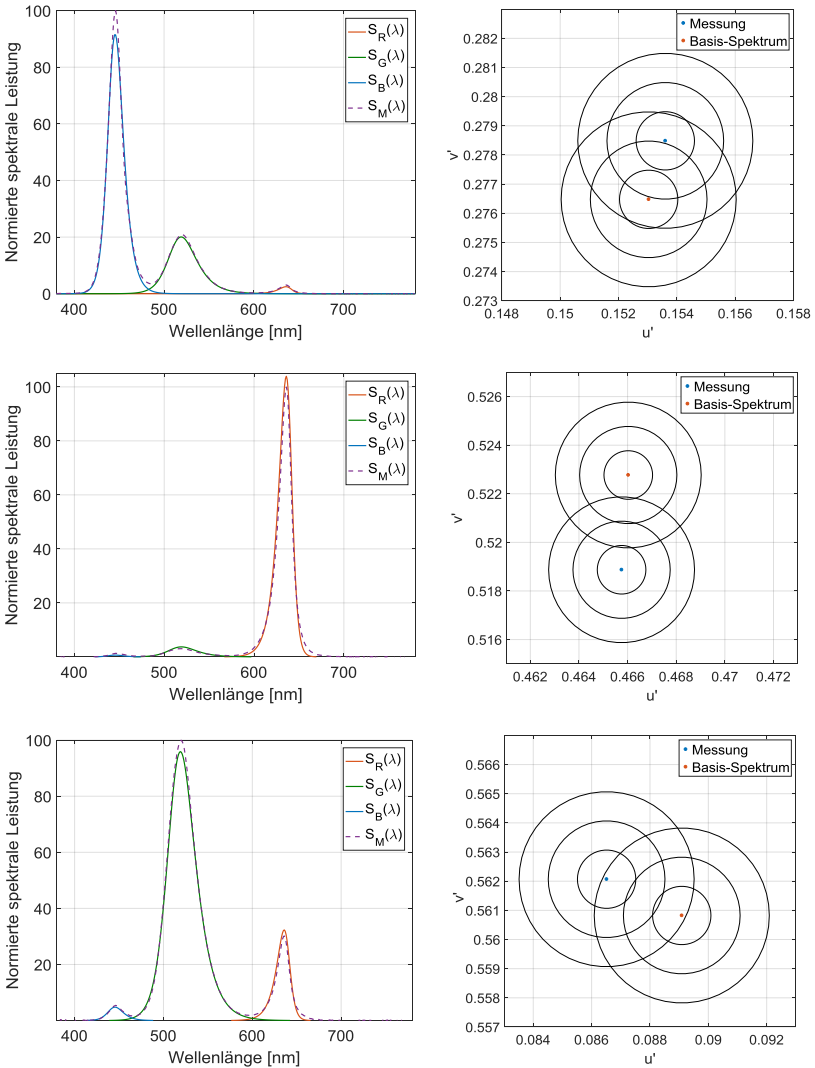 Normierte spektrale Leistung
100
80
60
40
20
0
400
500
600
700
Wellenlänge [nm]
S_R(λ)
S_G(λ)
S_B(λ)
S_M(λ)
v'
0.282
0.281
0.28
0.279
0.278
0.277
0.276
0.275
0.274
0.273
0.148
0.15
0.152
0.154
0.156
0.158
u'
Messung
Basis-Spektrum
Normierte spektrale Leistung
100
80
60
40
20
400
500
600
700
Wellenlänge [nm]
S_R(λ)
S_G(λ)
S_B(λ)
S_M(λ)
v'
0.526
0.524
0.522
0.52
0.518
0.516
0.462
0.464
0.466
0.468
0.47
0.472
u'
Messung
Basis-Spektrum
Normierte spektrale Leistung
100
80
60
40
20
400
500
600
700
Wellenlänge [nm]
S_R(λ)
S_G(λ)
S_B(λ)
S_M(λ)
v'
0.566
0.565
0.564
0.563
0.562
0.561
0.56
0.559
0.558
0.557
0.084
0.086
0.088
0.09
0.092
u'
Messung
Basis-Spektrum